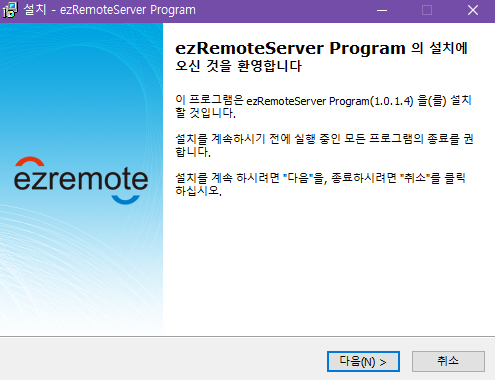 설치 - ezRemoteServer Program
ezRemoteServer Program 의 설치에
오신 것을 환영합니다
이 프로그램은 ezRemoteServer Program(1.0.1.4) 을(를) 설치
할 것입니다.
설치를 계속하시기 전에 실행 중인 모든 프로그램의 종료를 권
합니다.
설치를 계속 하시려면 "다음"을, 종료하시려면 "취소"를 클릭
하십시오.
ezremote
다음(N) >
취소